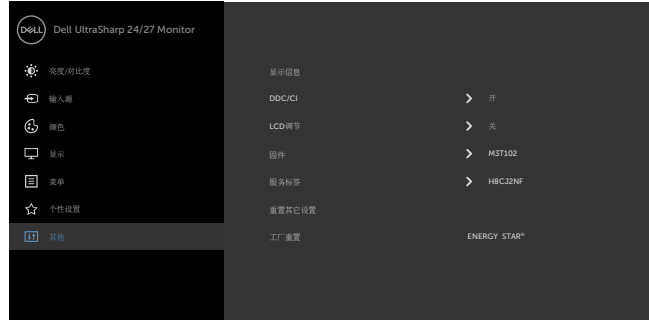 DELL Dell UltraSharp 24/27 Monitor
亮度/对比度
输入源
颜色
显示
菜单
个性设置
其他
显示信息
DDC/CI 开
LCD调节 关
固件 M3T102
服务标签 H8CJ2NF
重置其它设置
工厂重置 ENERGY STAR®